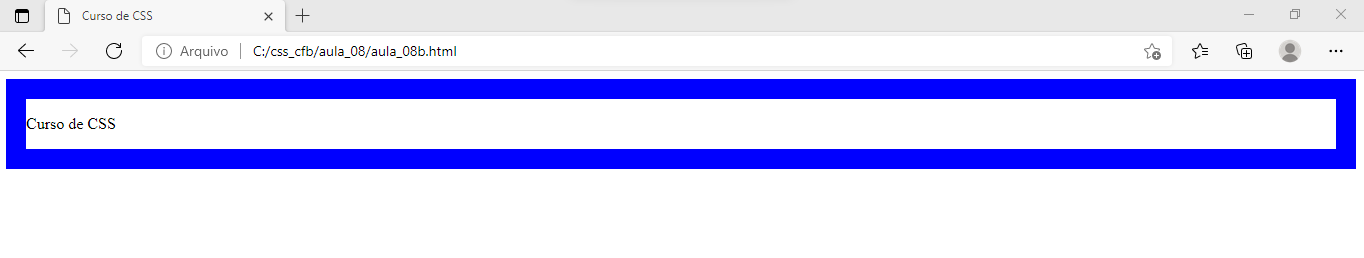 Curso de CSS
Arquivo C:/css_cfb/aula_08/aula_08b.html
Curso de CSS